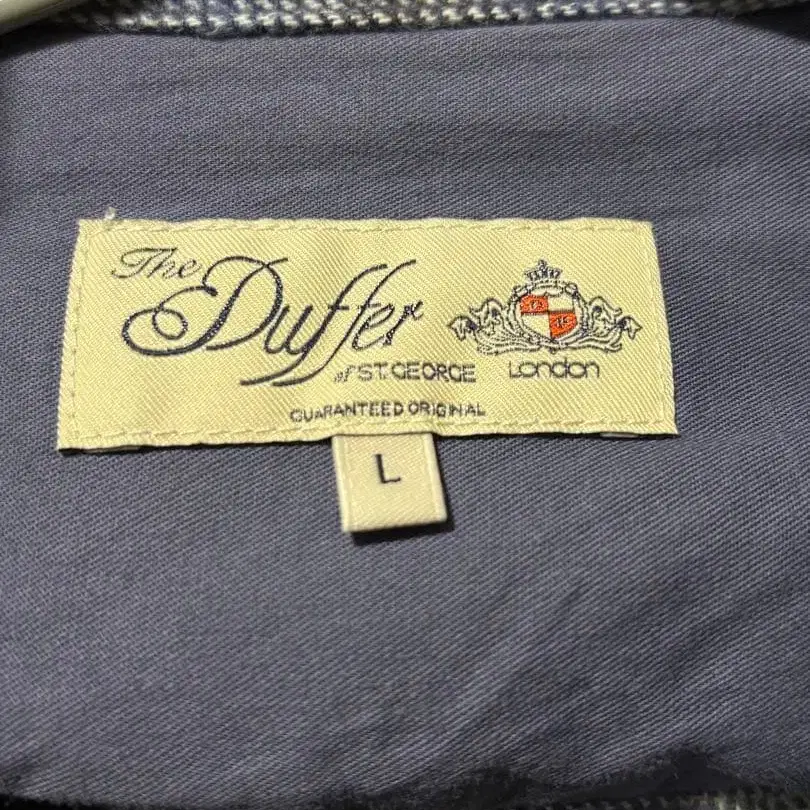 The Duffer
of ST.GEORGE
London
GUARANTEED ORIGINAL
L